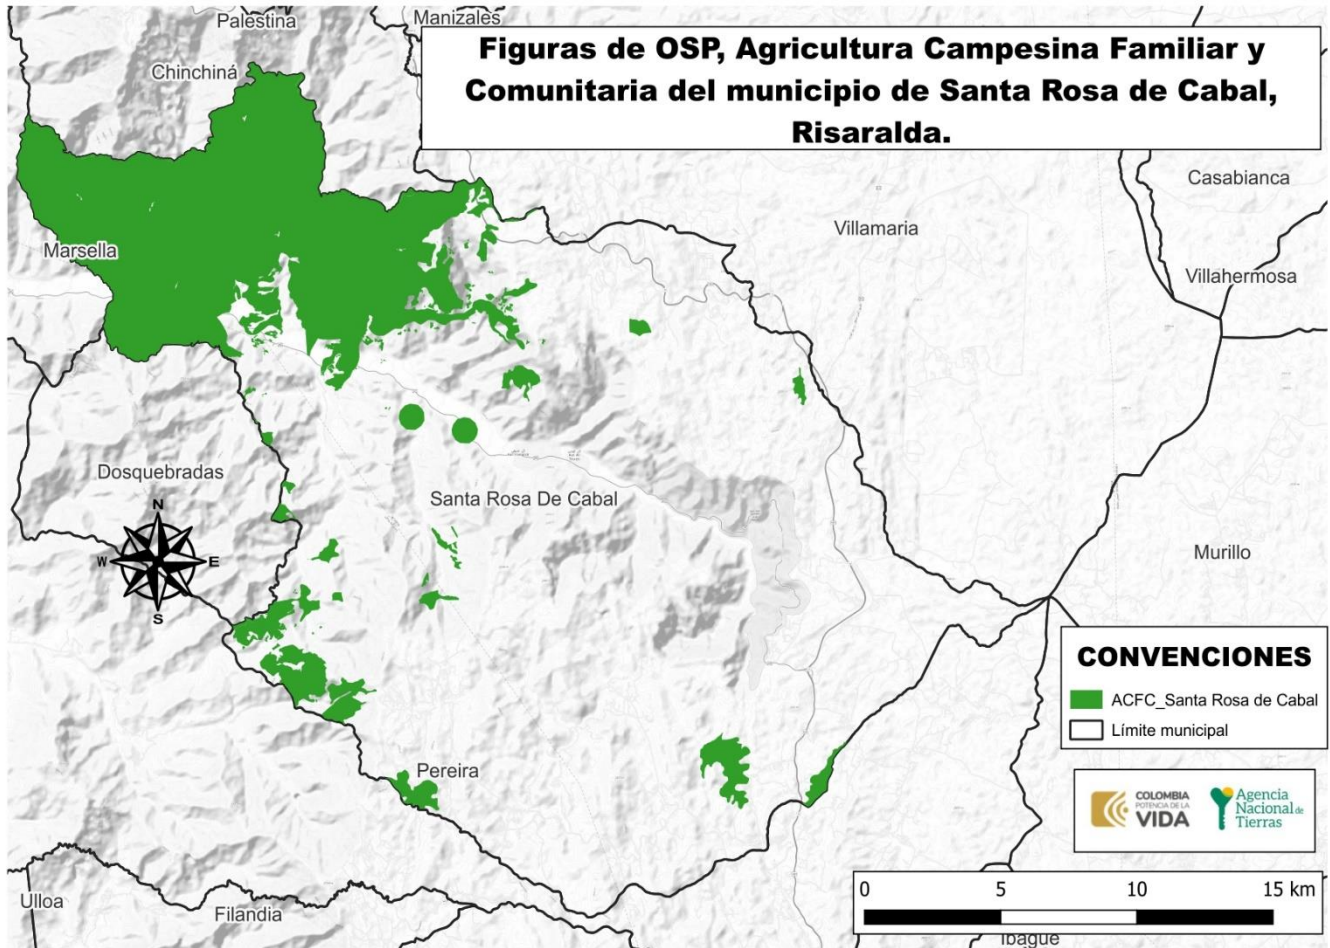 Palestina
Manizales
Figuras de OSP, Agricultura Campesina Familiar y
Comunitaria del municipio de Santa Rosa de Cabal,
Risaralda.
Chinchiná
Casabianca
Villamaria
Marsella
Villahermosa
Dosquebradas
Santa Rosa De Cabal
N
W
E
S
Murillo
CONVENCIONES
ACFC_Santa Rosa de Cabal
Límite municipal
Pereira
COLOMBIA
POTENCIA DE LA
VIDA
Agencia
Nacional de
Tierras
0 5 10 15 km
Ulloa
Filandia
Ibague